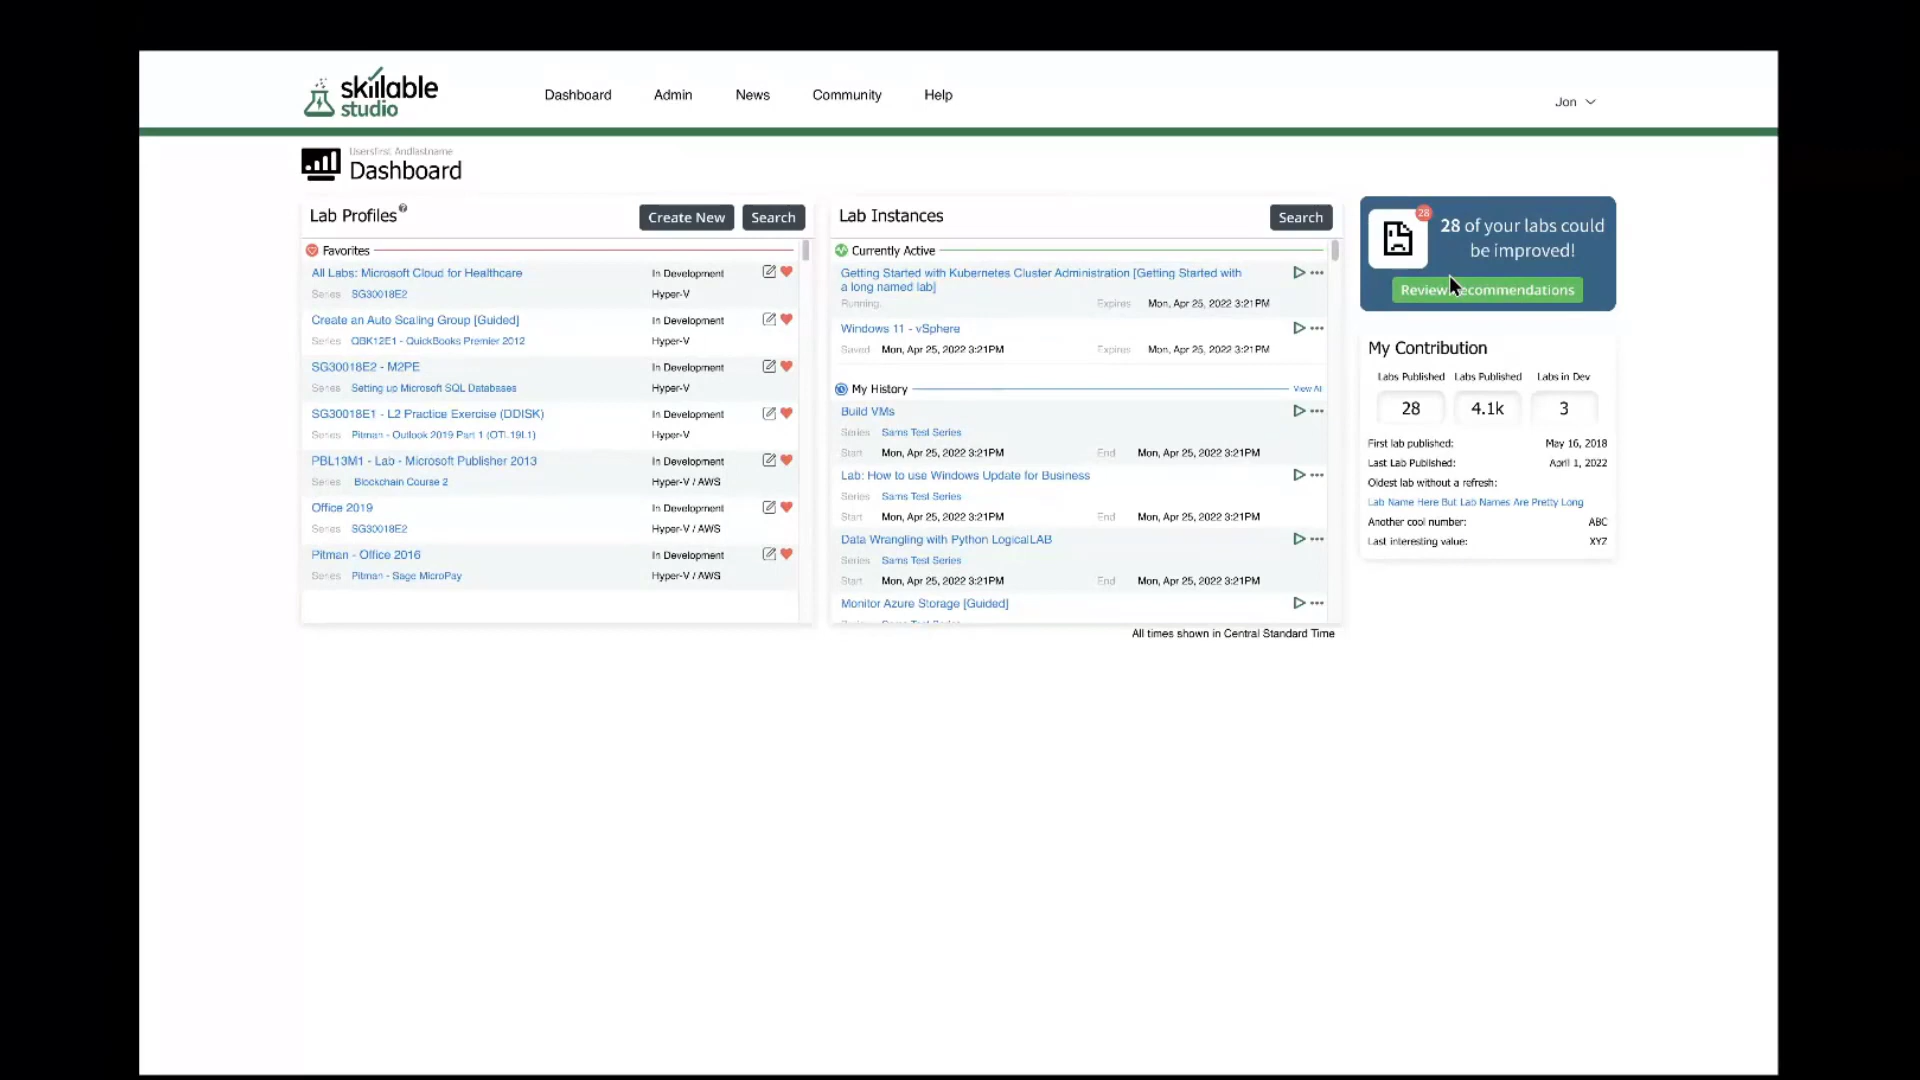 skillable
studio
Dashboard
Admin
News
Community
Help
Jon
Usersfirst Andlastname
Dashboard
Lab Profiles
Create New
Search
Favorites
All Labs: Microsoft Cloud for Healthcare
In Development
Series SG30018E2
Hyper-V
Create an Auto Scaling Group [Guided]
In Development
Series QBK12E1 - QuickBooks Premier 2012
Hyper-V
SG30018E2 - M2PE
In Development
Series Setting up Microsoft SQL Databases
Hyper-V
SG30018E1 - L2 Practice Exercise (DDISK)
In Development
Series Pitman - Outlook 2019 Part 1 (OTL19L1)
Hyper-V
PBL13M1 - Lab - Microsoft Publisher 2013
In Development
Series Blockchain Course 2
Hyper-V / AWS
Office 2019
In Development
Series SG30018E2
Hyper-V / AWS
Pitman - Office 2016
In Development
Series Pitman - Sage MicroPay
Hyper-V / AWS
Lab Instances
Search
Currently Active
Getting Started with Kubernetes Cluster Administration [Getting Started with
a long named lab]
Running.
Expires Mon, Apr 25, 2022 3:21PM
Windows 11 - vSphere
Saved Mon, Apr 25, 2022 3:21PM
Expires Mon, Apr 25, 2022 3:21PM
My History
View All
Build VMs
Series Sams Test Series
Start Mon, Apr 25, 2022 3:21PM
End Mon, Apr 25, 2022 3:21PM
Lab: How to use Windows Update for Business
Series Sams Test Series
Start Mon, Apr 25, 2022 3:21PM
End Mon, Apr 25, 2022 3:21PM
Data Wrangling with Python LogicalLAB
Series Sams Test Series
Start Mon, Apr 25, 2022 3:21PM
End Mon, Apr 25, 2022 3:21PM
Monitor Azure Storage [Guided]
All times shown in Central Standard Time
28
28 of your labs could
be improved!
Review ecommendations
My Contribution
Labs Published
Labs Published
Labs in Dev
28
4.1k
3
First lab published:
May 16, 2018
Last Lab Published:
April 1, 2022
Oldest lab without a refresh:
Lab Name Here But Lab Names Are Pretty Long
Another cool number:
ABC
Last interesting value:
XYZ